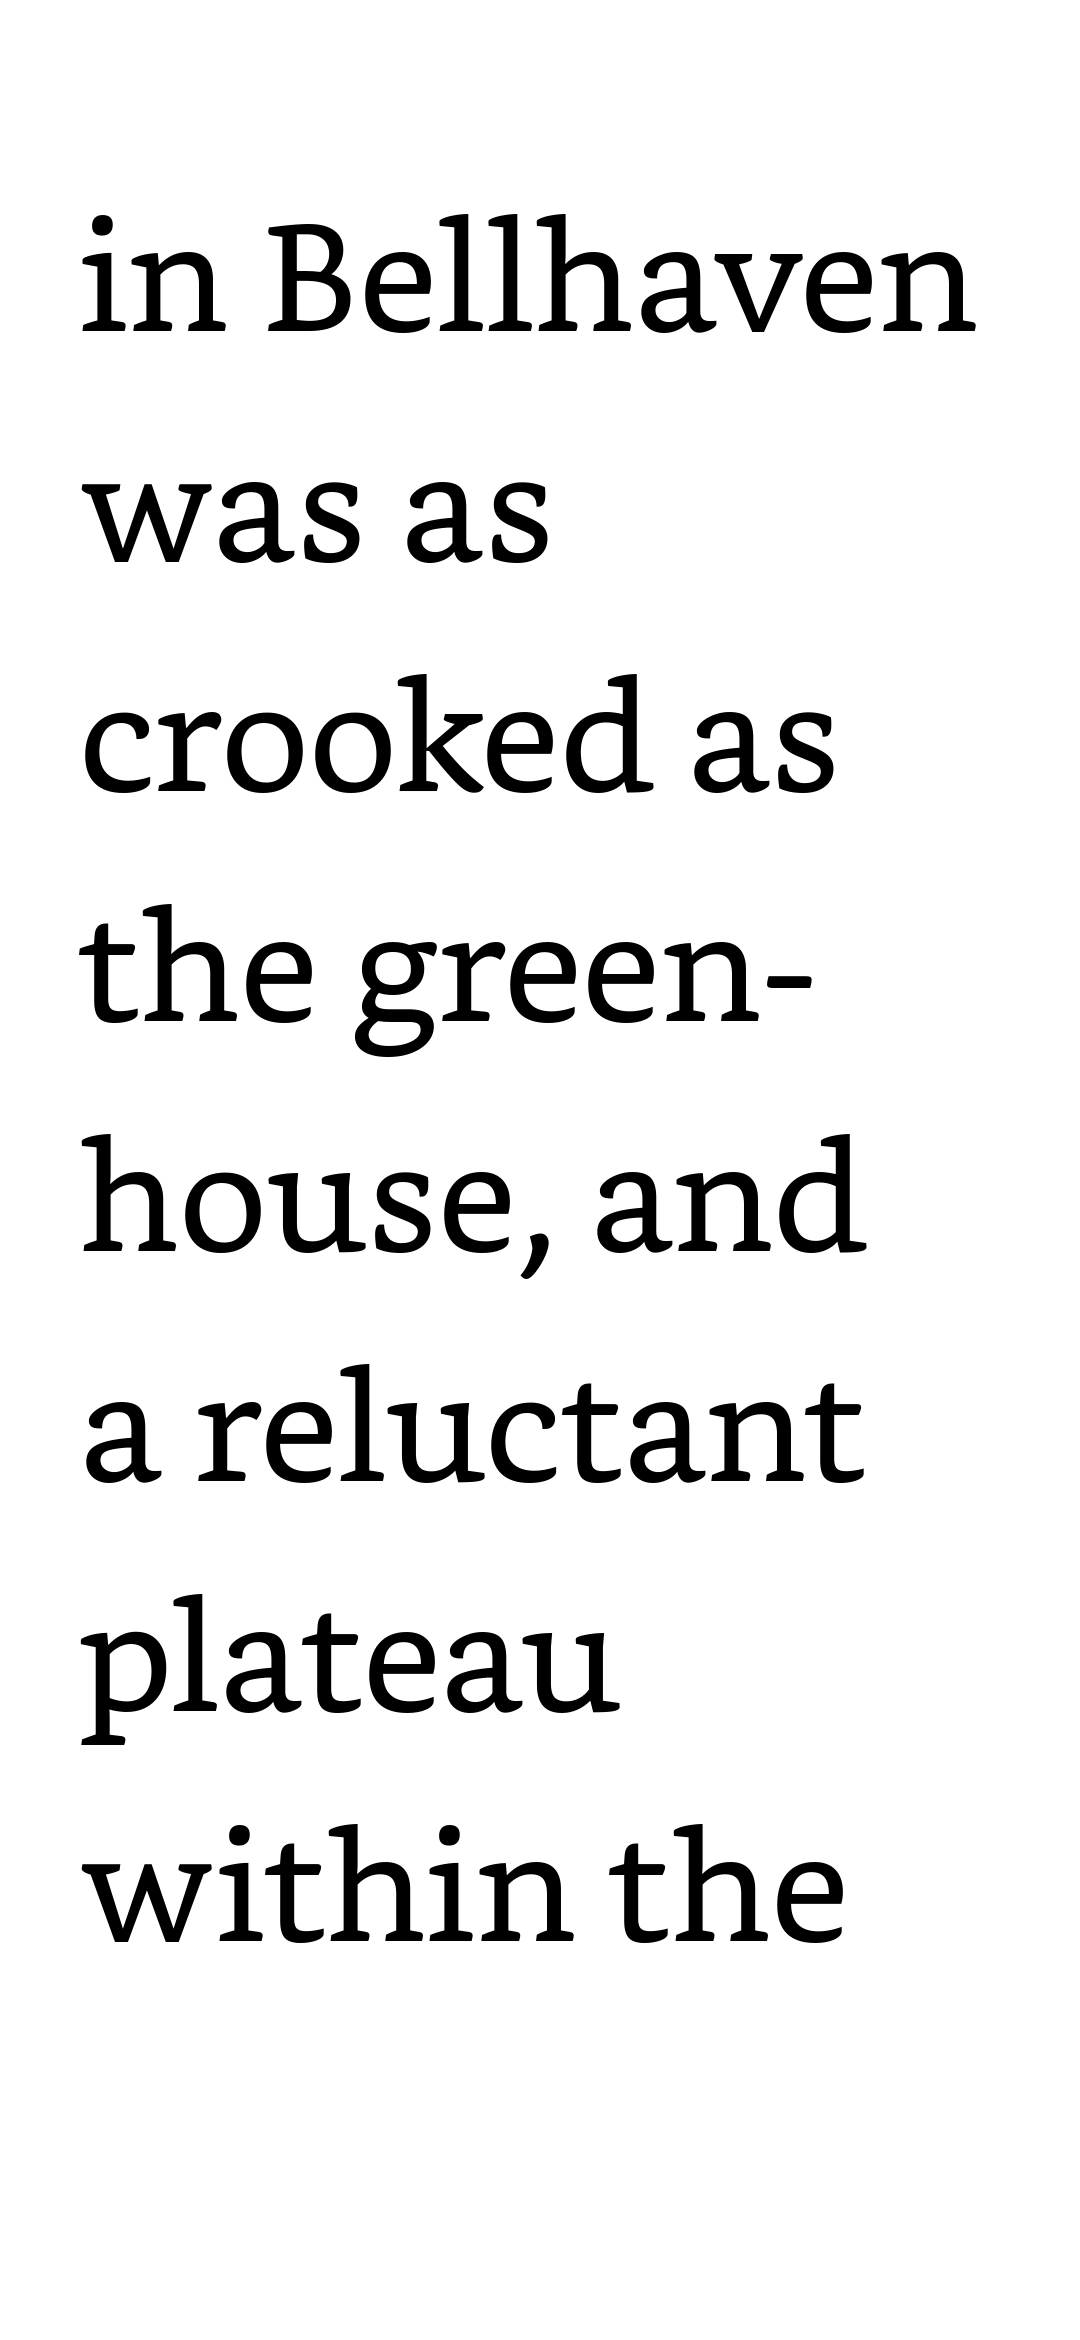 in Bellhaven
was as
crooked as
the green-
house, and
a reluctant
plateau
within the